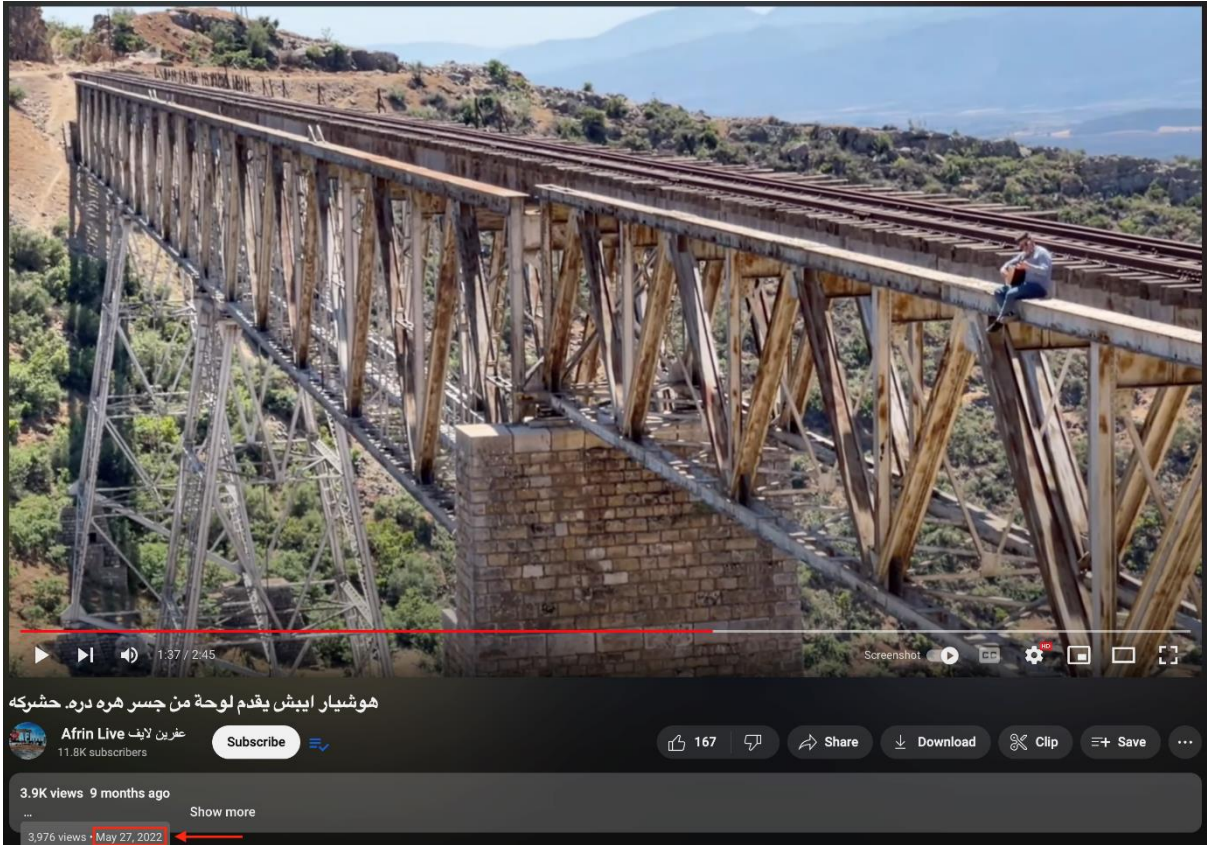 1:37 / 2:45
Screenshot
CC
HD
هوشيار ايبش يقدم لوحة من جسر هره دره. حشركه
Afrin Live عفرين لايف
11.8K subscribers
Subscribe
167
Share
Download
Clip
Save
3.9K views 9 months ago
...
Show more
3,976 views • May 27, 2022